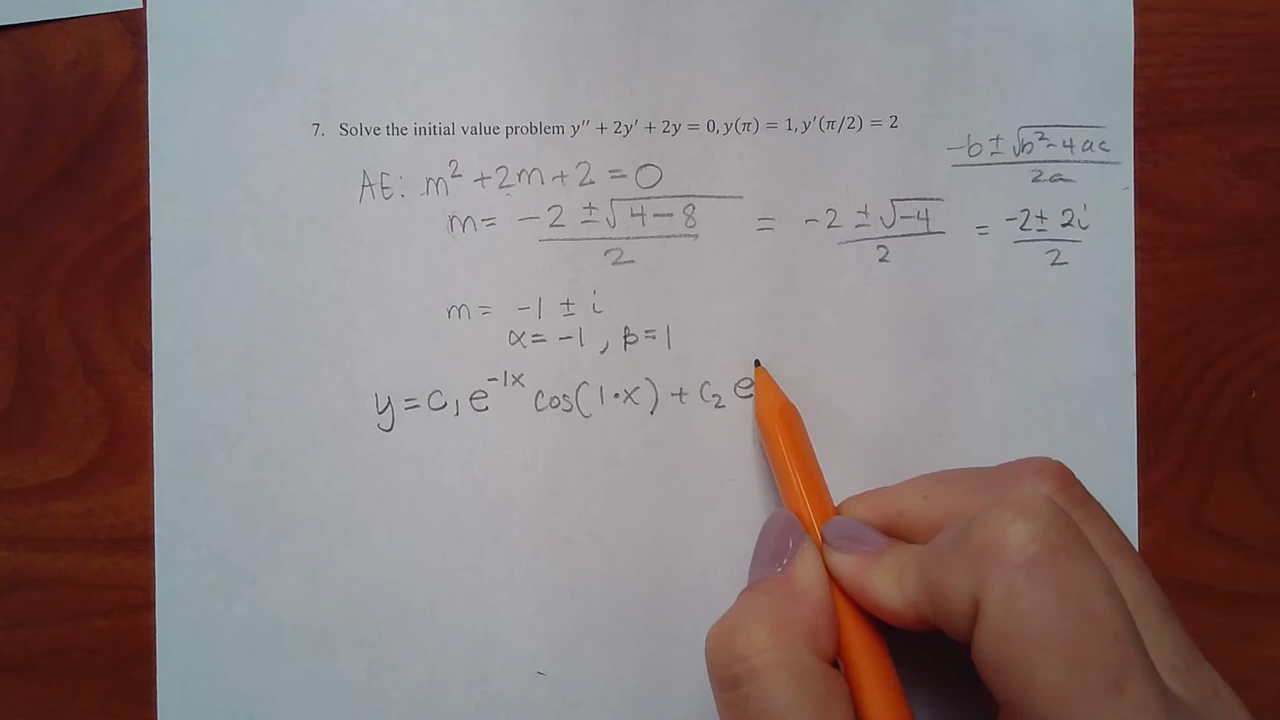 7. Solve the initial value problem y″ + 2y′ + 2y = 0, y(π) = 1, y′(π/2) = 2
-b ± √(b² - 4ac) / 2a
AE: m² + 2m + 2 = 0
m = (-2 ± √(4 - 8)) / 2 = (-2 ± √(-4)) / 2 = (-2 ± 2i) / 2
m = -1 ± i
α = -1, β = 1
y = c₁e^(-1x) cos(1·x) + c₂ e